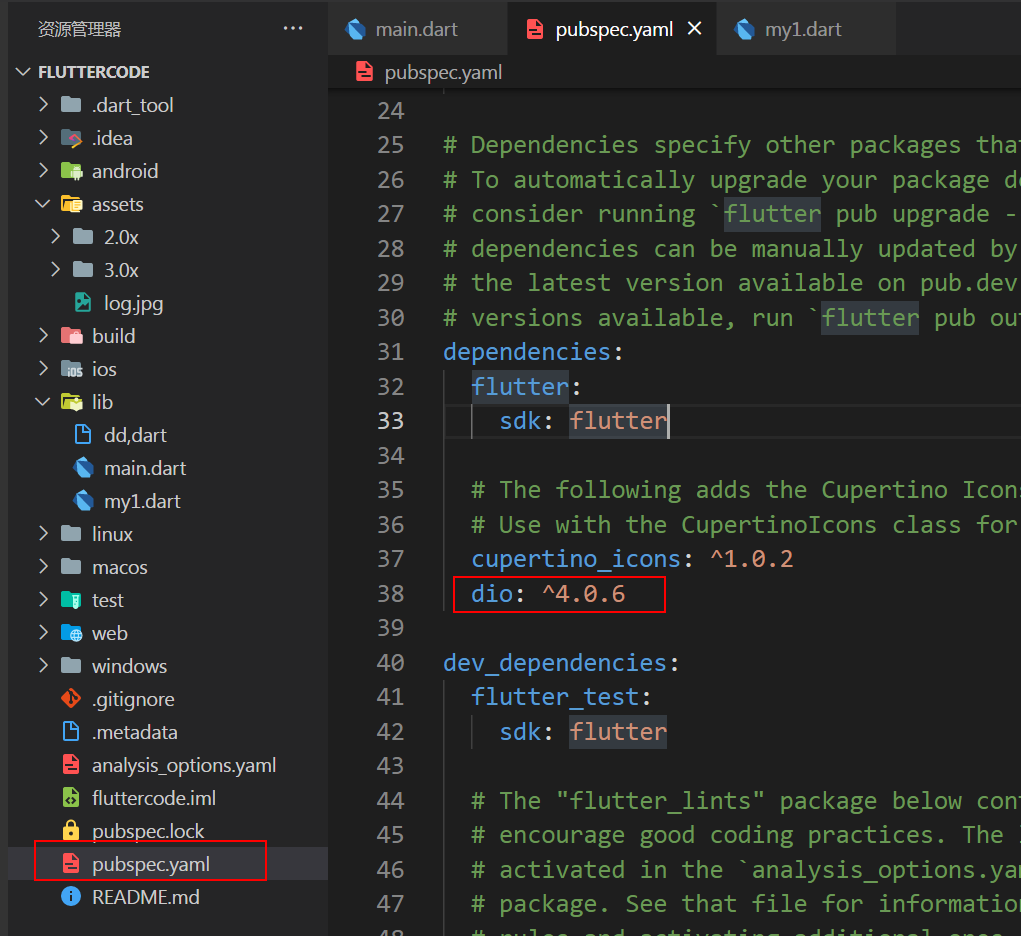 资源管理器
...
FLUTTERCODE
.dart_tool
.idea
android
assets
2.0x
3.0x
log.jpg
build
ios
lib
dd,dart
main.dart
my1.dart
linux
macos
test
web
windows
.gitignore
.metadata
analysis_options.yaml
fluttercode.iml
pubspec.lock
pubspec.yaml
README.md
main.dart
pubspec.yaml
my1.dart
pubspec.yaml
24
25 # Dependencies specify other packages that
26 # To automatically upgrade your package de
27 # consider running `flutter pub upgrade -
28 # dependencies can be manually updated by
29 # the latest version available on pub.dev
30 # versions available, run `flutter pub out
31 dependencies:
32 flutter:
33 sdk: flutter
34
35 # The following adds the Cupertino Icons
36 # Use with the CupertinoIcons class for
37 cupertino_icons: ^1.0.2
38 dio: ^4.0.6
39
40 dev_dependencies:
41 flutter_test:
42 sdk: flutter
43
44 # The "flutter_lints" package below con
45 # encourage good coding practices. The
46 # activated in the `analysis_options.yam
47 # package. See that file for information